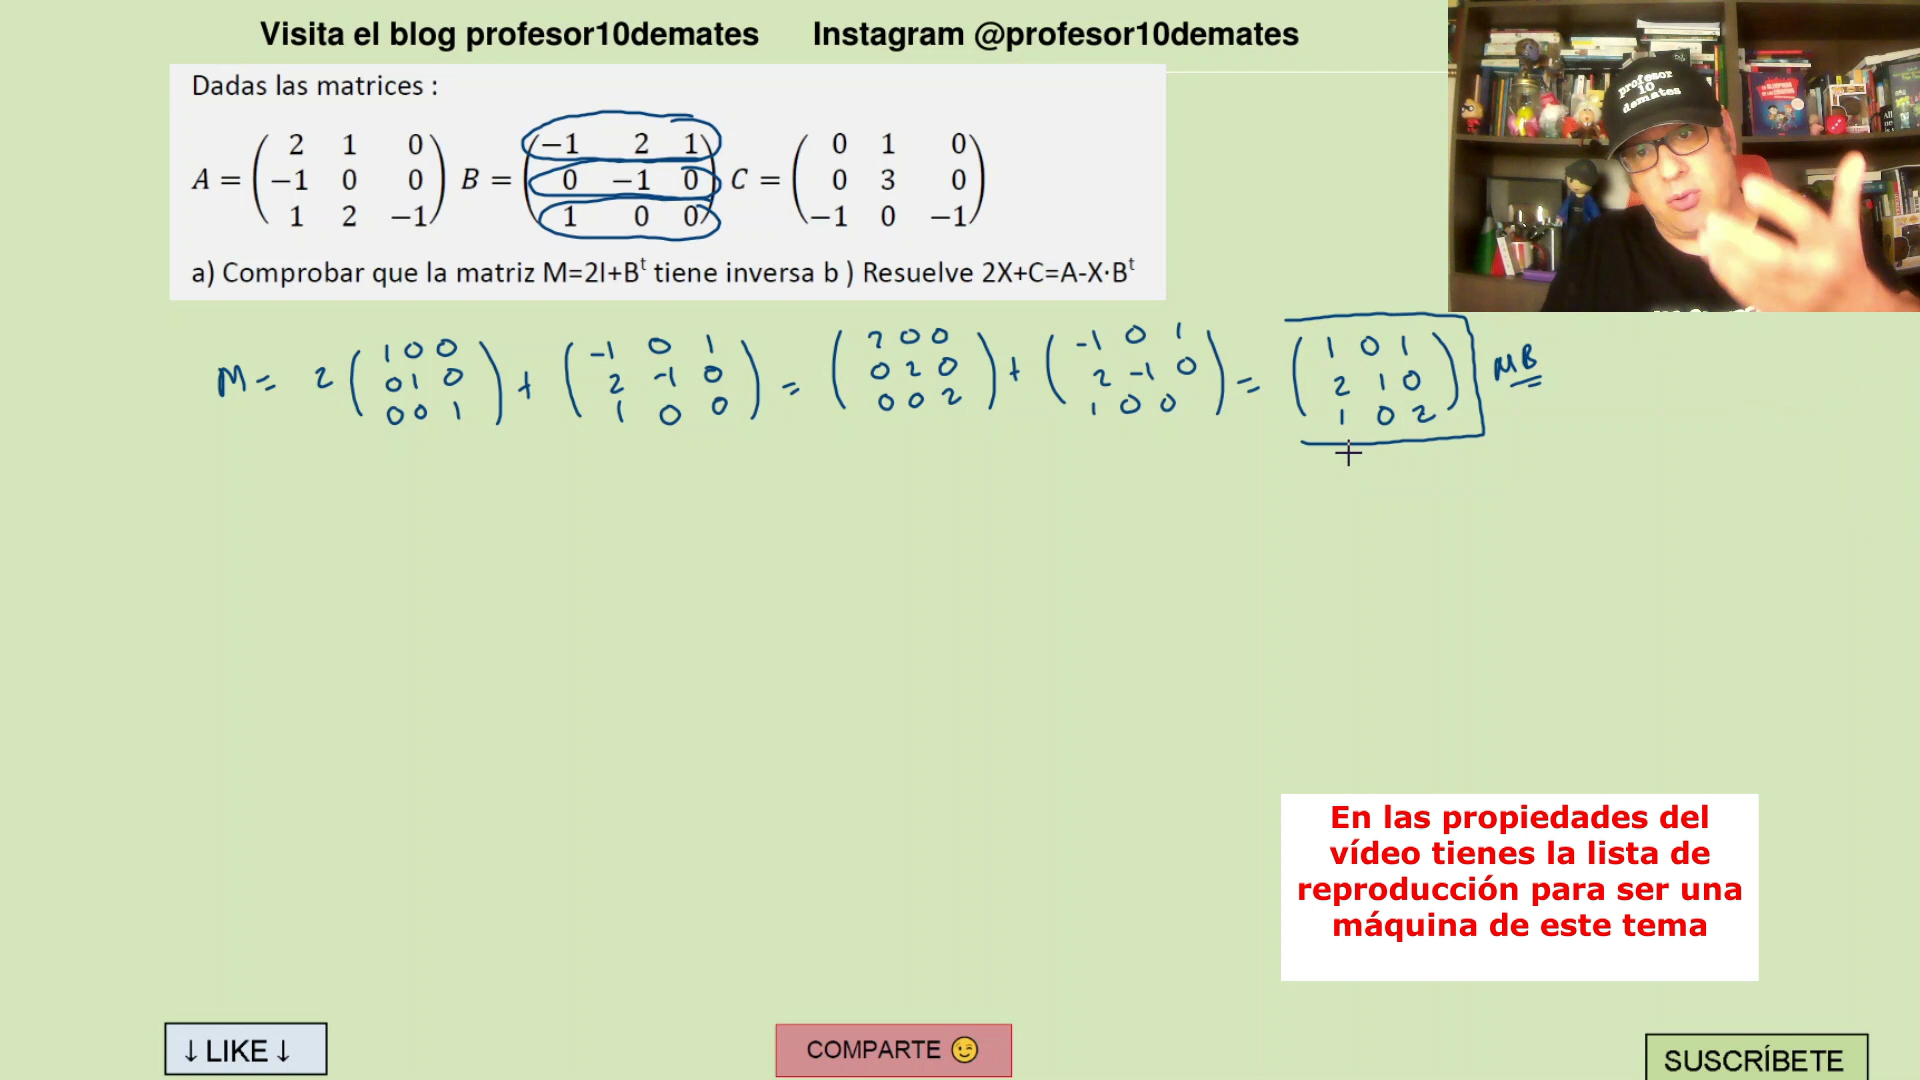 Visita el blog profesor10demates Instagram @profesor10demates
profesor
10
demates
Dadas las matrices :
A = ( 2 1 0 B = ( −1 2 1 C = ( 0 1 0
−1 0 0 ) 0 −1 0 ) 0 3 0 )
1 2 −1 1 0 0 −1 0 −1
a) Comprobar que la matriz M=2I+Bᵗ tiene inversa b ) Resuelve 2X+C=A-X·Bᵗ
1 0 0 -1 0 1 2 0 0 -1 0 1 1 0 1
M = 2 ( 0 1 0 ) + ( 2 -1 0 ) = ( 0 2 0 ) + ( 2 -1 0 ) = ( 2 1 0 ) MB
0 0 1 1 0 0 0 0 2 1 0 0 1 0 2
En las propiedades del
vídeo tienes la lista de
reproducción para ser una
máquina de este tema
↓ LIKE ↓ COMPARTE 😉 SUSCRÍBETE